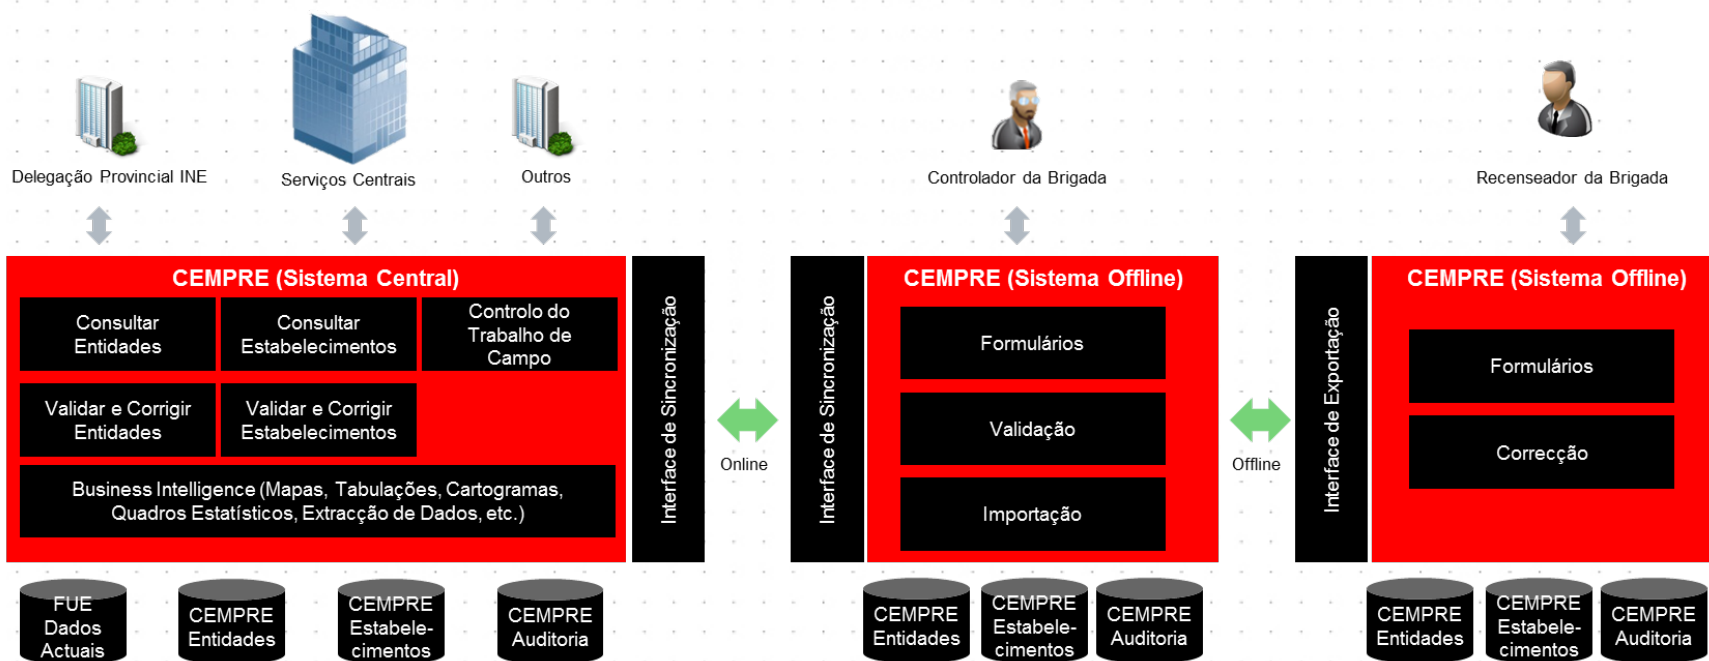 Delegação Provincial INE
Serviços Centrais
Outros
Controlador da Brigada
Recenseador da Brigada
CEMPRE (Sistema Central)
Consultar
Entidades
Consultar
Estabelecimentos
Controlo do
Trabalho de
Campo
Validar e Corrigir
Entidades
Validar e Corrigir
Estabelecimentos
Business Intelligence (Mapas, Tabulações, Cartogramas,
Quadros Estatísticos, Extracção de Dados, etc.)
Interface de Sincronização
Online
Interface de Sincronização
CEMPRE (Sistema Offline)
Formulários
Validação
Importação
Offline
Interface de Exportação
CEMPRE (Sistema Offline)
Formulários
Correcção
FUE
Dados
Actuais
CEMPRE
Entidades
CEMPRE
Estabele-
cimentos
CEMPRE
Auditoria
CEMPRE
Entidades
CEMPRE
Estabele-
cimentos
CEMPRE
Auditoria
CEMPRE
Entidades
CEMPRE
Estabele-
cimentos
CEMPRE
Auditoria